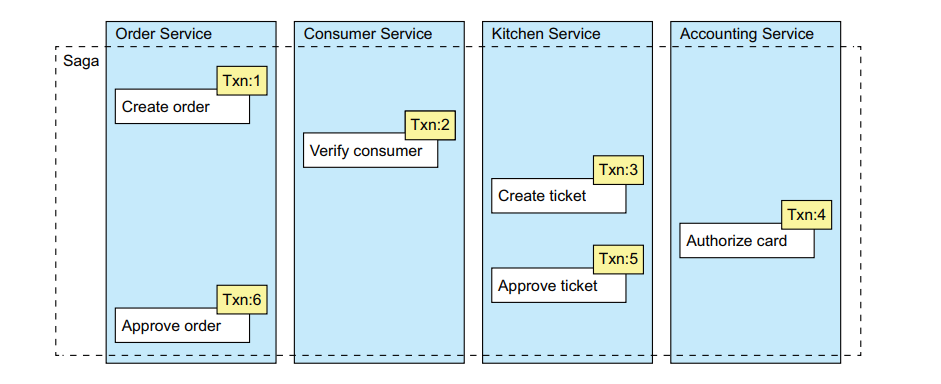 Order Service
Consumer Service
Kitchen Service
Accounting Service
Saga
Txn:1
Create order
Txn:2
Verify consumer
Txn:3
Create ticket
Txn:4
Authorize card
Txn:5
Approve ticket
Txn:6
Approve order